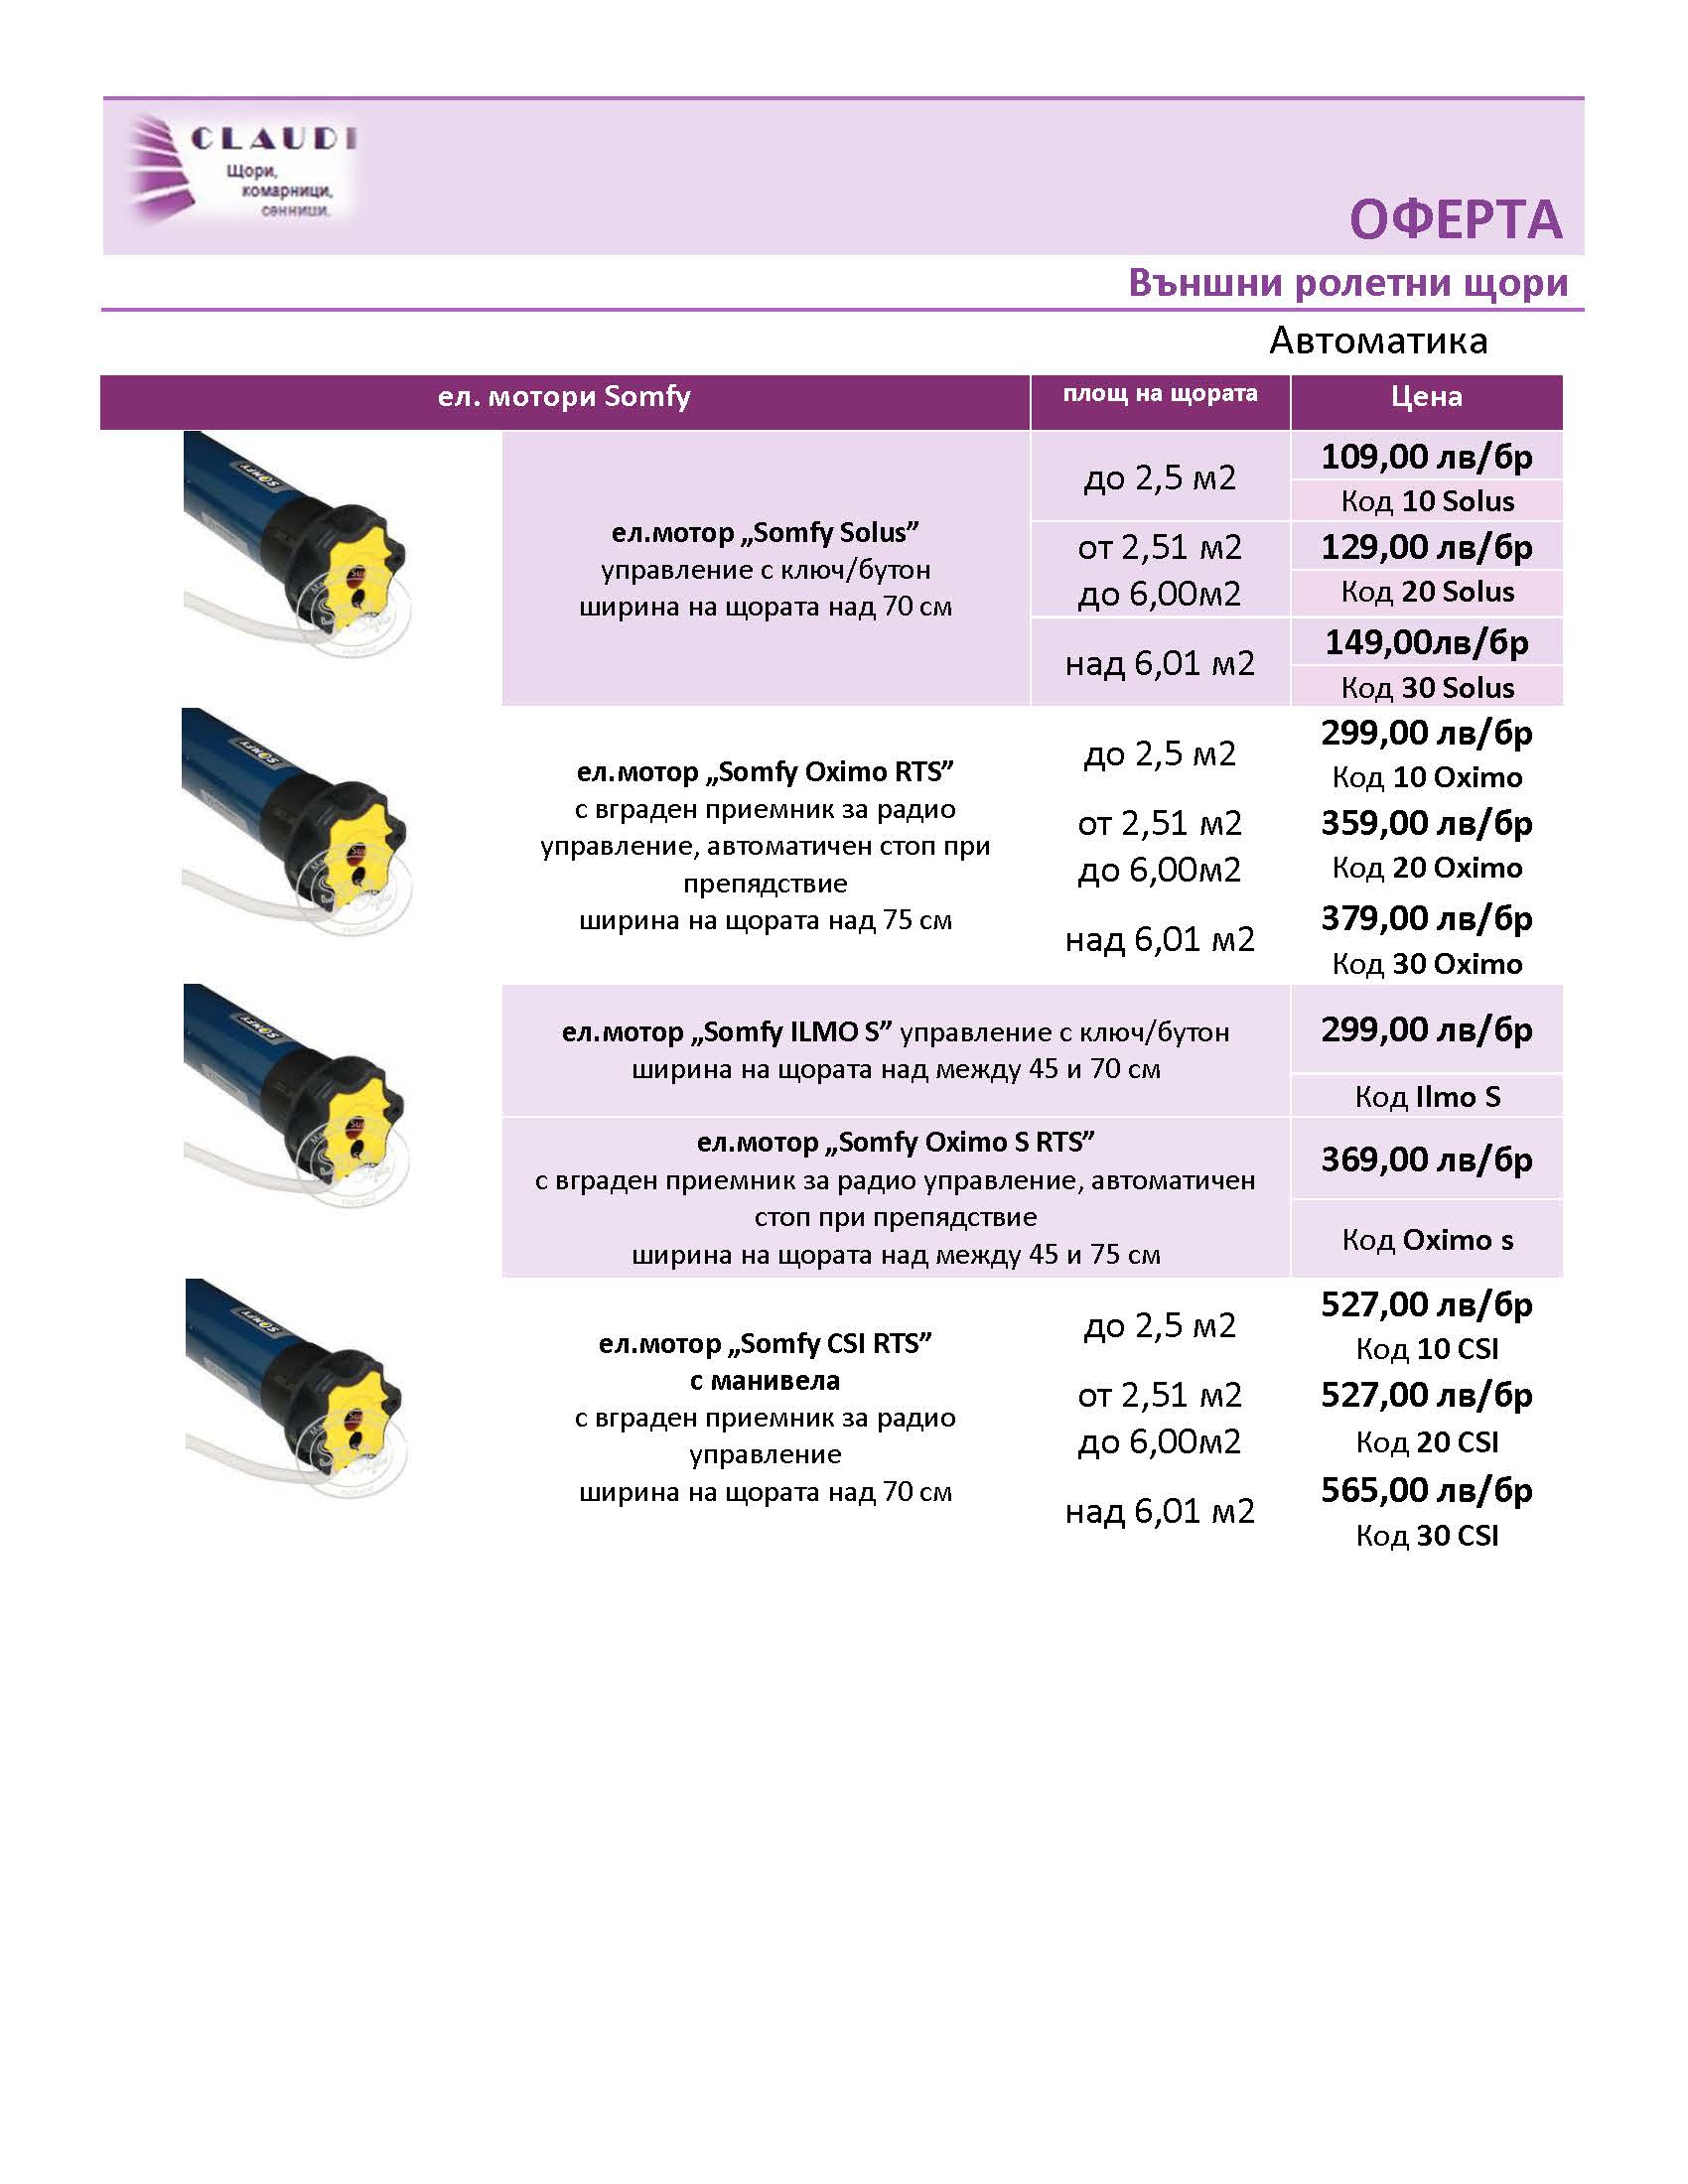 CLAUDI
Щори,
комарници,
сенници.
ОФЕРТА
Външни ролетни щори
Автоматика
ел. мотори Somfy
площ на щората
Цена
SOMFY
ел.мотор „Somfy Solus”
управление с ключ/бутон
ширина на щората над 70 см
до 2,5 м2
109,00 лв/бр
Код 10 Solus
от 2,51 м2
до 6,00м2
129,00 лв/бр
Код 20 Solus
над 6,01 м2
149,00лв/бр
Код 30 Solus
SOMFY
ел.мотор „Somfy Oximo RTS”
с вграден приемник за радио
управление, автоматичен стоп при
препядствие
ширина на щората над 75 см
до 2,5 м2
299,00 лв/бр
Код 10 Oximo
от 2,51 м2
до 6,00м2
359,00 лв/бр
Код 20 Oximo
над 6,01 м2
379,00 лв/бр
Код 30 Oximo
SOMFY
ел.мотор „Somfy ILMO S” управление с ключ/бутон
ширина на щората над между 45 и 70 см
299,00 лв/бр
Код Ilmo S
ел.мотор „Somfy Oximo S RTS”
с вграден приемник за радио управление, автоматичен
стоп при препядствие
ширина на щората над между 45 и 75 см
369,00 лв/бр
Код Oximo s
SOMFY
ел.мотор „Somfy CSI RTS”
с манивела
с вграден приемник за радио
управление
ширина на щората над 70 см
до 2,5 м2
527,00 лв/бр
Код 10 CSI
от 2,51 м2
до 6,00м2
527,00 лв/бр
Код 20 CSI
над 6,01 м2
565,00 лв/бр
Код 30 CSI